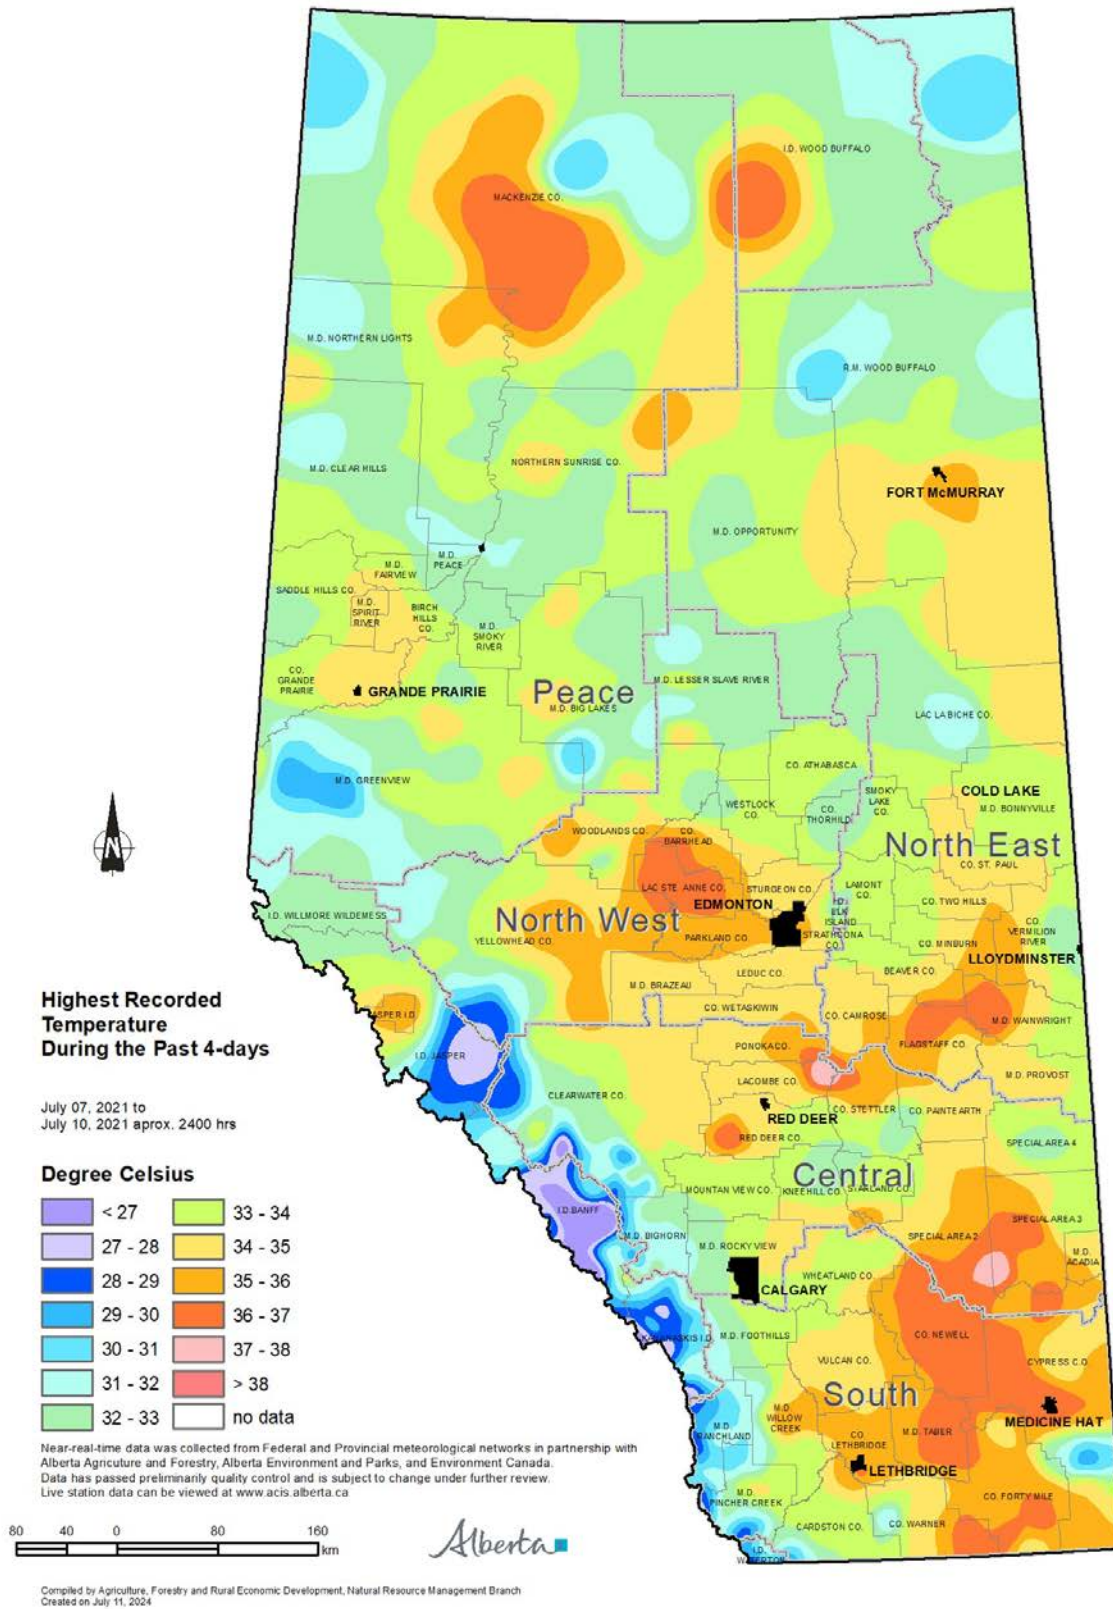 I.D. WOOD BUFFALO
MACKENZIE CO.
M.D. NORTHERN LIGHTS
R.M. WOOD BUFFALO
M.D. CLEAR HILLS
NORTHERN SUNRISE CO.
FORT McMURRAY
M.D. OPPORTUNITY
M.D.
PEACE
M.D.
FAIRVIEW
SADDLE HILLS CO.
M.D.
SPIRIT
RIVER
BIRCH
HILLS
CO.
M.D.
SMOKY
RIVER
CO.
GRANDE
PRAIRIE
GRANDE PRAIRIE
Peace
M.D. BIG LAKES
M.D. LESSER SLAVE RIVER
LAC LA BICHE CO.
M.D. GREENVIEW
CO. ATHABASCA
COLD LAKE
M.D. BONNYVILLE
WESTLOCK
CO.
CO.
THORHILD
SMOKY
LAKE
CO.
N
WOODLANDS CO.
CO.
BARRHEAD
North East
CO. ST. PAUL
LAC STE ANNE CO.
STURGEON CO.
LAMONT
CO.
CO. TWO HILLS
EDMONTON
I.D.
ELK
ISLAND
I.D. WILLMORE WILDERNESS
North West
YELLOWHEAD CO.
PARKLAND CO.
STRATHCONA
CO.
CO.
VERMILION
RIVER
CO. MINBURN
LLOYDMINSTER
LEDUC CO.
BEAVER CO.
M.D. BRAZEAU
CO. WETASKIWIN
CO. CAMROSE
M.D. WAINWRIGHT
JASPER I.D.
I.D. JASPER
PONOKA CO.
FLAGSTAFF CO.
M.D. PROVOST
LACOMBE CO.
CLEARWATER CO.
RED DEER
CO. STETTLER
CO. PAINTEARTH
RED DEER CO.
SPECIAL AREA 4
Central
MOUNTAN VIEW CO.
KNEEHILL CO.
STARLAND CO.
I.D.BANFF
M.D. BIGHORN
M.D. ROCKY VIEW
SPECIAL AREA 2
SPECIAL AREA 3
M.D.
ACADIA
WHEATLAND CO.
CALGARY
KANANASKIS I.D.
M.D. FOOTHILLS
CO. NEWELL
VULCAN CO.
CYPRESS C.O.
South
M.D.
WILLOW
CREEK
M.D.
RANCHLAND
CO.
LETHBRIDGE
M.D. TABER
MEDICINE HAT
LETHBRIDGE
M.D.
PINCHER CREEK
CO. FORTY MILE
CARDSTON CO.
CO. WARNER
I.D.
WATERTON
Highest Recorded
Temperature
During the Past 4-days
July 07, 2021 to
July 10, 2021 aprox. 2400 hrs
Degree Celsius
< 27
27 - 28
28 - 29
29 - 30
30 - 31
31 - 32
32 - 33
33 - 34
34 - 35
35 - 36
36 - 37
37 - 38
> 38
no data
Near-real-time data was collected from Federal and Provincial meteorological networks in partnership with
Alberta Agricuture and Forestry, Alberta Environment and Parks, and Environment Canada.
Data has passed preliminarily quality control and is subject to change under further review.
Live station data can be viewed at www.acis.alberta.ca
80 40 0 80 160
km
Alberta
Compiled by Agriculture, Forestry and Rural Economic Development, Natural Resource Management Branch
Created on July 11, 2024